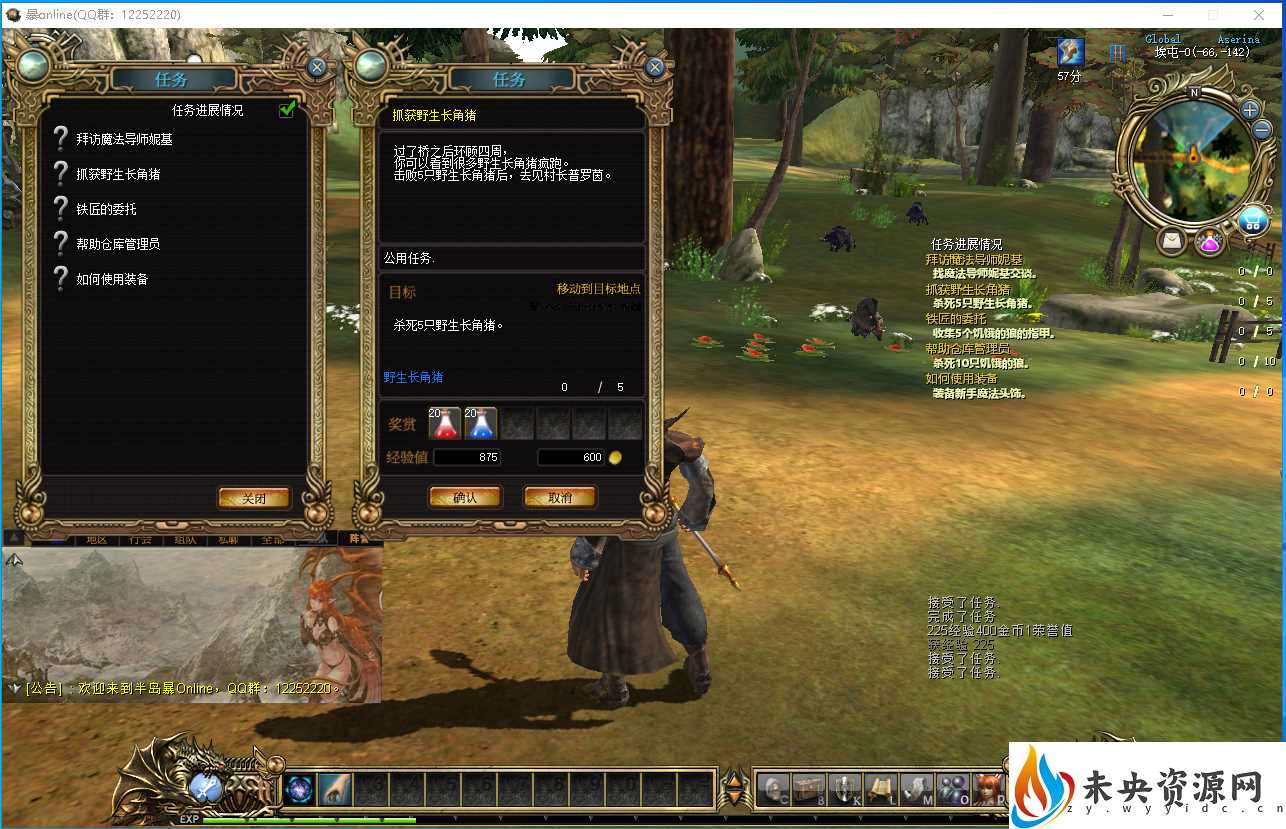 暴online(QQ群：12252220)
Global Aserina
埃屯-0(-66,-142)
57分
N
任务
任务进展情况
拜访魔法导师妮基
抓获野生长角猪
铁匠的委托
帮助仓库管理员
如何使用装备
关闭
任务
抓获野生长角猪
过了桥之后环顾四周，
你可以看到很多野生长角猪疯跑。
击败5只野生长角猪后，去见村长普罗茵。
公用任务.
目标 移动到目标地点
杀死5只野生长角猪。
野生长角猪
0 / 5
奖赏 20 20
经验值 875 600
确认 取消
任务进展情况
拜访魔法导师妮基
找魔法导师妮基交谈。 0 / 0
抓获野生长角猪
杀死5只野生长角猪。 0 / 5
铁匠的委托
收集5个饥饿的狼的指甲。 0 / 5
帮助仓库管理员
杀死10只饥饿的狼。 0 / 10
如何使用装备
装备新手魔法头饰。 0 / 0
地区 行会 组队 私聊 全部
[公告] : 欢迎来到半岛暴Online，QQ群：12252220。
接受了任务.
完成了任务.
225经验400金币1荣誉值
获经验 225
接受了任务.
接受了任务.
EXP
C B K L M O
未央资源网
zy.wyyidc.cn